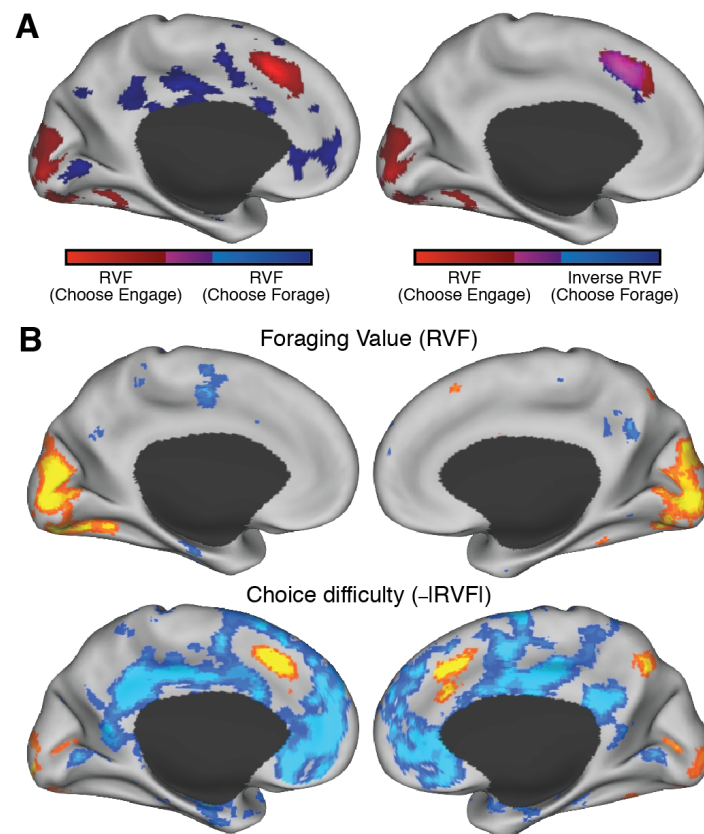 A
RVF
(Choose Engage)
RVF
(Choose Forage)
RVF
(Choose Engage)
Inverse RVF
(Choose Forage)
B
Foraging Value (RVF)
Choice difficulty (–|RVF|)